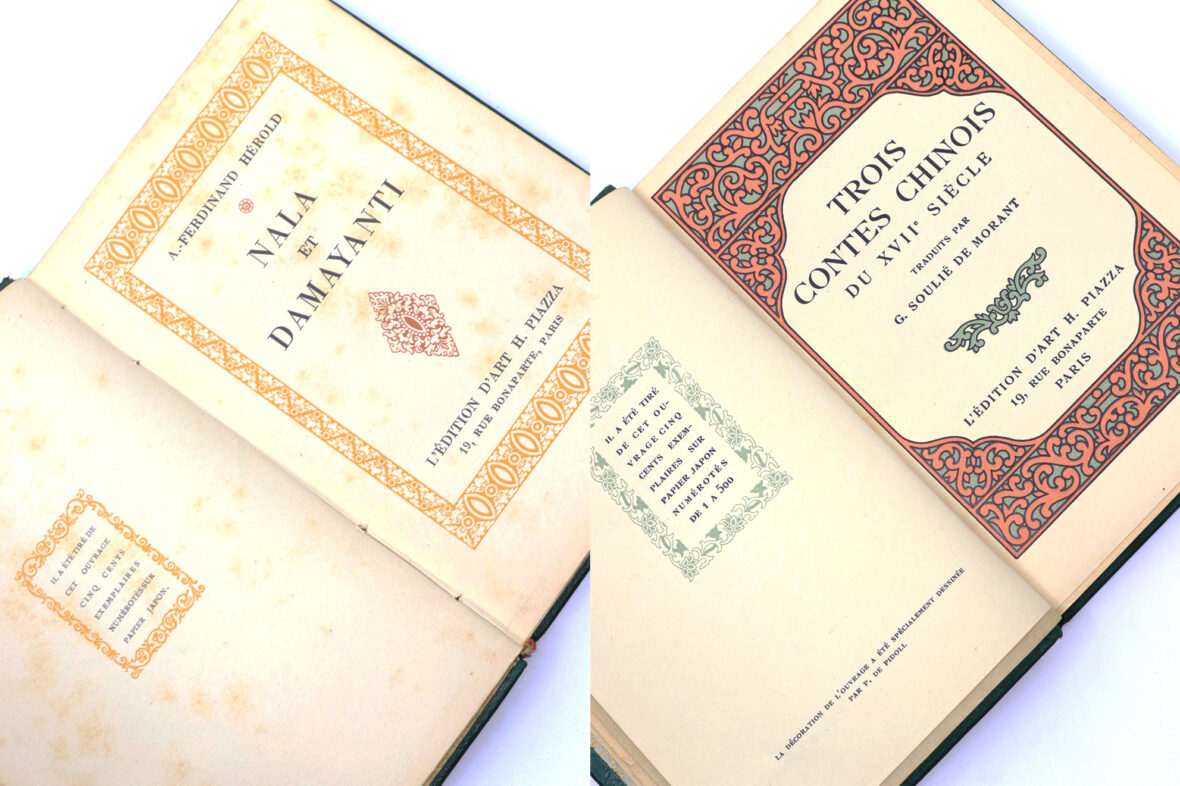 A.-FERDINAND HÉROLD
NALA
ET
DAMAYANTI
L'ÉDITION D'ART H. PIAZZA
19, RUE BONAPARTE, PARIS
IL A ÉTÉ TIRÉ DE
CET OUVRAGE
CINQ CENTS
EXEMPLAIRES
NUMÉROTÉS SUR
PAPIER JAPON.
TROIS
CONTES CHINOIS
DU XVIIᵉ SIÈCLE
TRADUITS PAR
G. SOULIÉ DE MORANT
L'ÉDITION D'ART H. PIAZZA
19, RUE BONAPARTE
PARIS
IL A ÉTÉ TIRÉ
DE CET OU-
VRAGE CINQ
CENTS EXEM-
PLAIRES SUR
PAPIER JAPON
NUMÉROTÉS
DE 1 A 500
LA DÉCORATION DE L'OUVRAGE A ÉTÉ SPÉCIALEMENT DESSINÉE
PAR P. DE PIDOLL